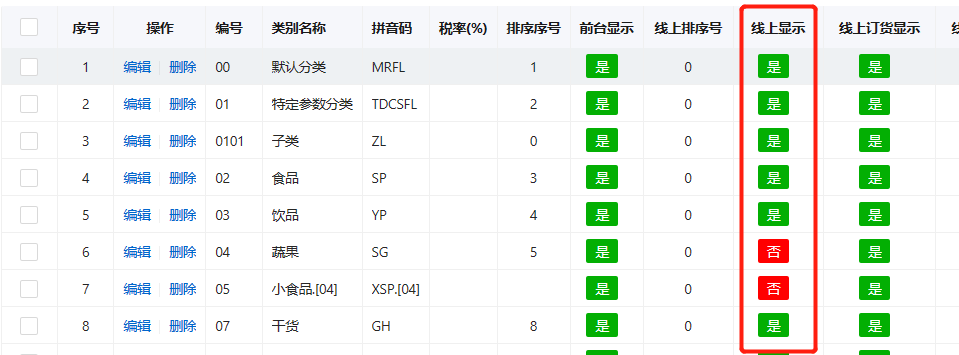 序号 操作 编号 类别名称 拼音码 税率(%) 排序序号 前台显示 线上排序号 线上显示 线上订货显示
1 编辑 删除 00 默认分类 MRFL 1 是 0 是 是
2 编辑 删除 01 特定参数分类 TDCSFL 2 是 0 是 是
3 编辑 删除 0101 子类 ZL 0 是 0 是 是
4 编辑 删除 02 食品 SP 3 是 0 是 是
5 编辑 删除 03 饮品 YP 4 是 0 是 是
6 编辑 删除 04 蔬果 SG 5 是 0 否 是
7 编辑 删除 05 小食品.[04] XSP.[04] 是 0 否 是
8 编辑 删除 07 干货 GH 8 是 0 是 是